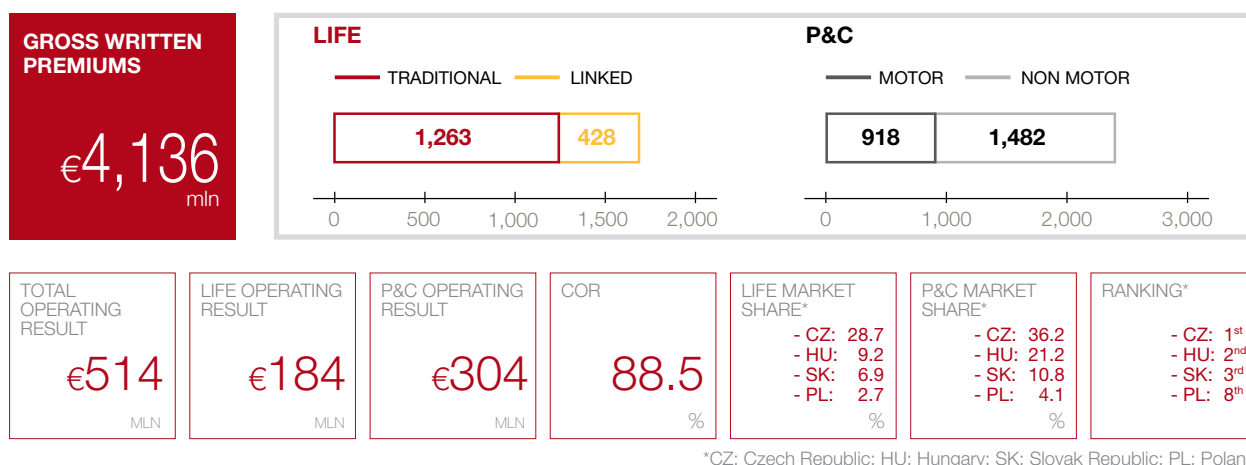 GROSS WRITTEN
PREMIUMS
€4,136
mln
LIFE
TRADITIONAL LINKED
1,263 428
0 500 1,000 1,500 2,000
P&C
MOTOR NON MOTOR
918 1,482
0 1,000 2,000 3,000
TOTAL
OPERATING
RESULT
€514
MLN
LIFE OPERATING
RESULT
€184
MLN
P&C OPERATING
RESULT
€304
MLN
COR
88.5
%
LIFE MARKET
SHARE*
- CZ: 28.7
- HU: 9.2
- SK: 6.9
- PL: 2.7
%
P&C MARKET
SHARE*
- CZ: 36.2
- HU: 21.2
- SK: 10.8
- PL: 4.1
%
RANKING*
- CZ: 1st
- HU: 2nd
- SK: 3rd
- PL: 8th
*CZ: Czech Republic; HU: Hungary; SK: Slovak Republic; PL: Polan